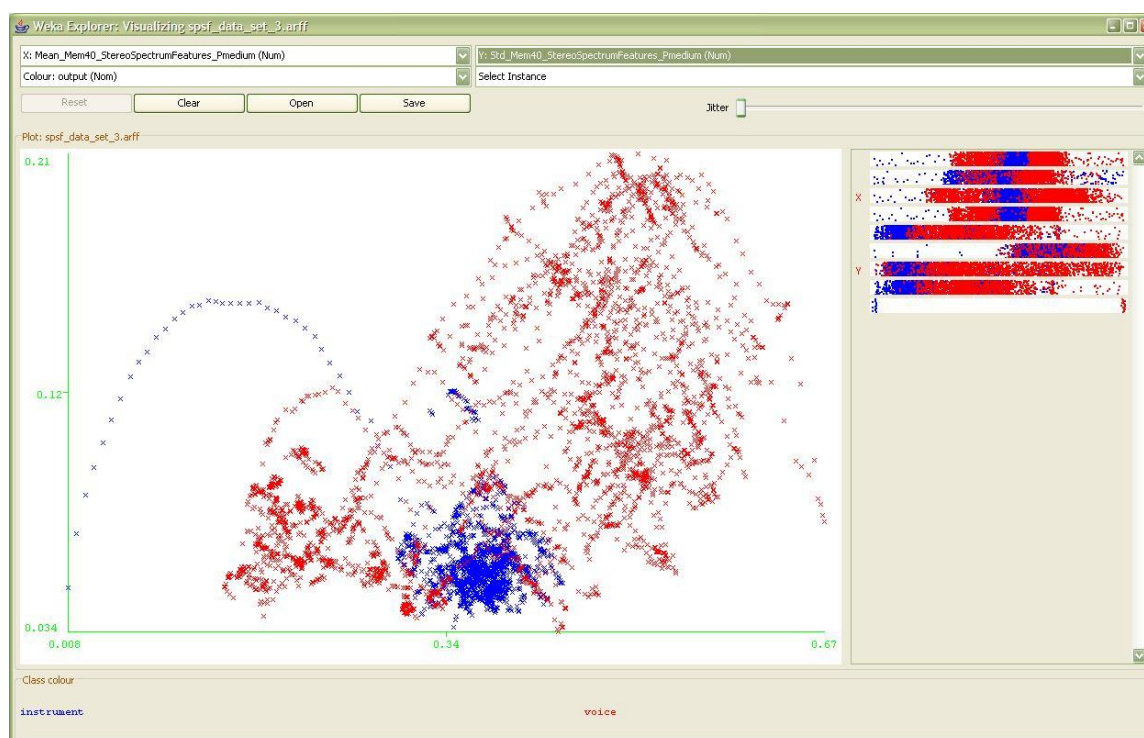 Weka Explorer: Visualizing spsf_data_set_3.arff
X: Mean_Mem40_StereoSpectrumFeatures_Pmedium (Num)
Y: Std_Mem40_StereoSpectrumFeatures_Pmedium (Num)
Colour: output (Nom)
Select Instance
Reset
Clear
Open
Save
Jitter
Plot: spsf_data_set_3.arff
0.21
0.12
0.034
0.008
0.34
0.67
X
Y
Class colour
instrument
voice